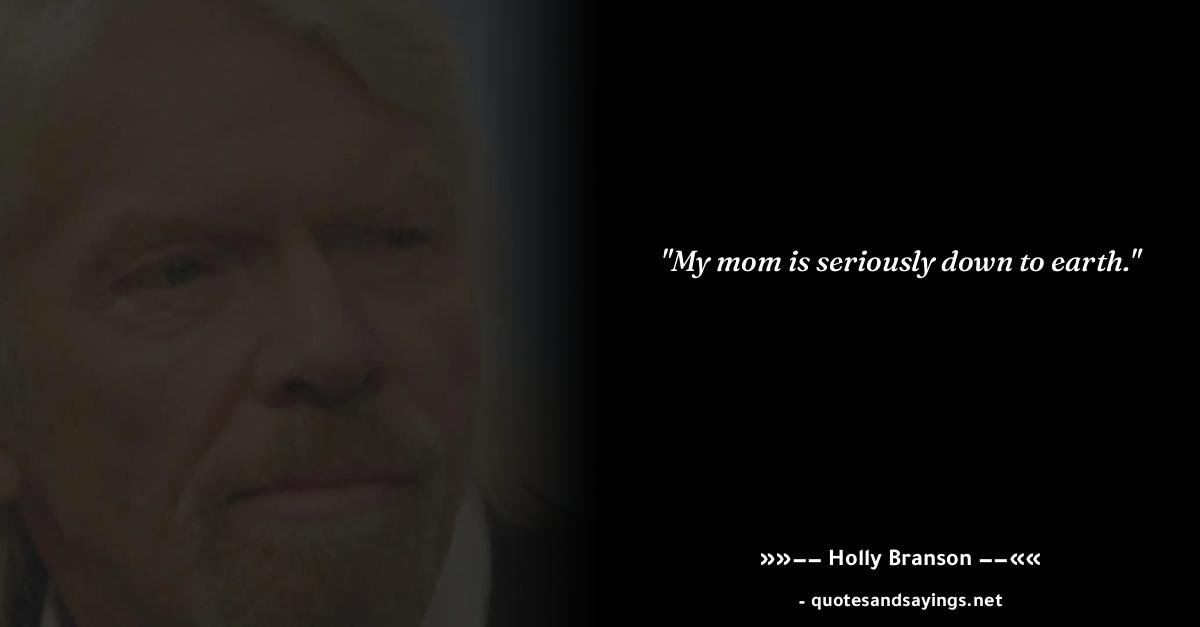 "My mom is seriously down to earth."
»»—— Holly Branson ——««
- quotesandsayings.net